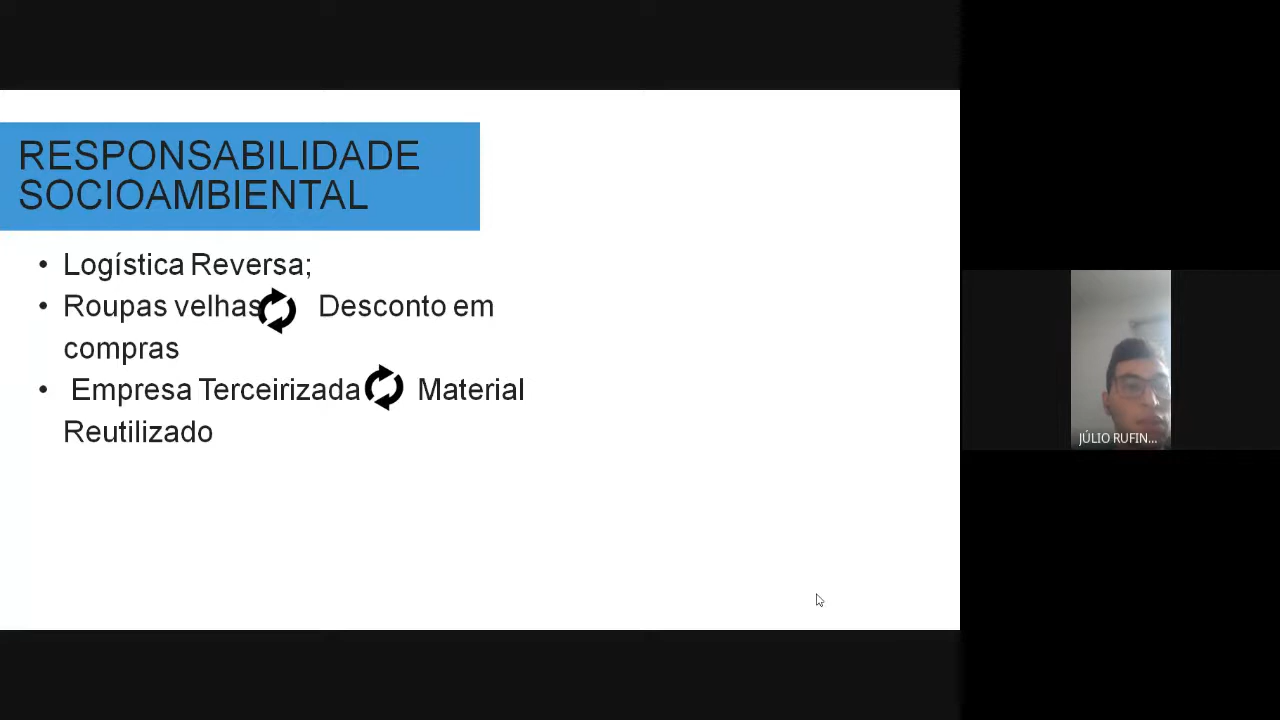 RESPONSABILIDADE
SOCIOAMBIENTAL
• Logística Reversa;
• Roupas velhas Desconto em
compras
• Empresa Terceirizada Material
Reutilizado
JÚLIO RUFIN...